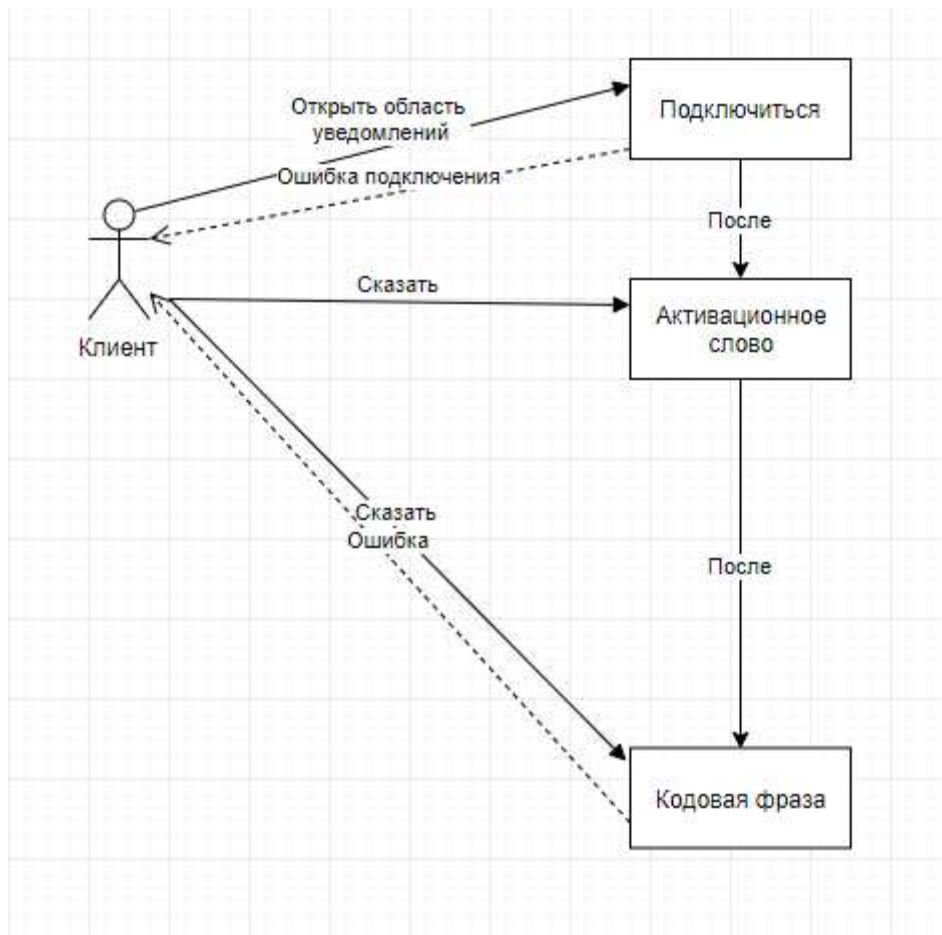 Открыть область
уведомлений
Подключиться
Ошибка подключения
После
Сказать
Активационное
слово
Клиент
Сказать
Ошибка
После
Кодовая фраза